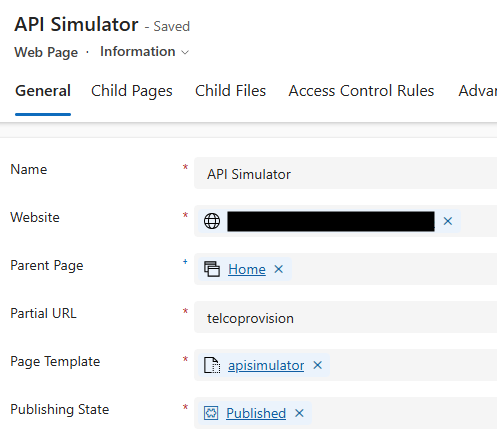 API Simulator - Saved
Web Page · Information
General Child Pages Child Files Access Control Rules Advan
Name * API Simulator
Website *
Parent Page + Home
Partial URL * telcoprovision
Page Template * apisimulator
Publishing State * Published